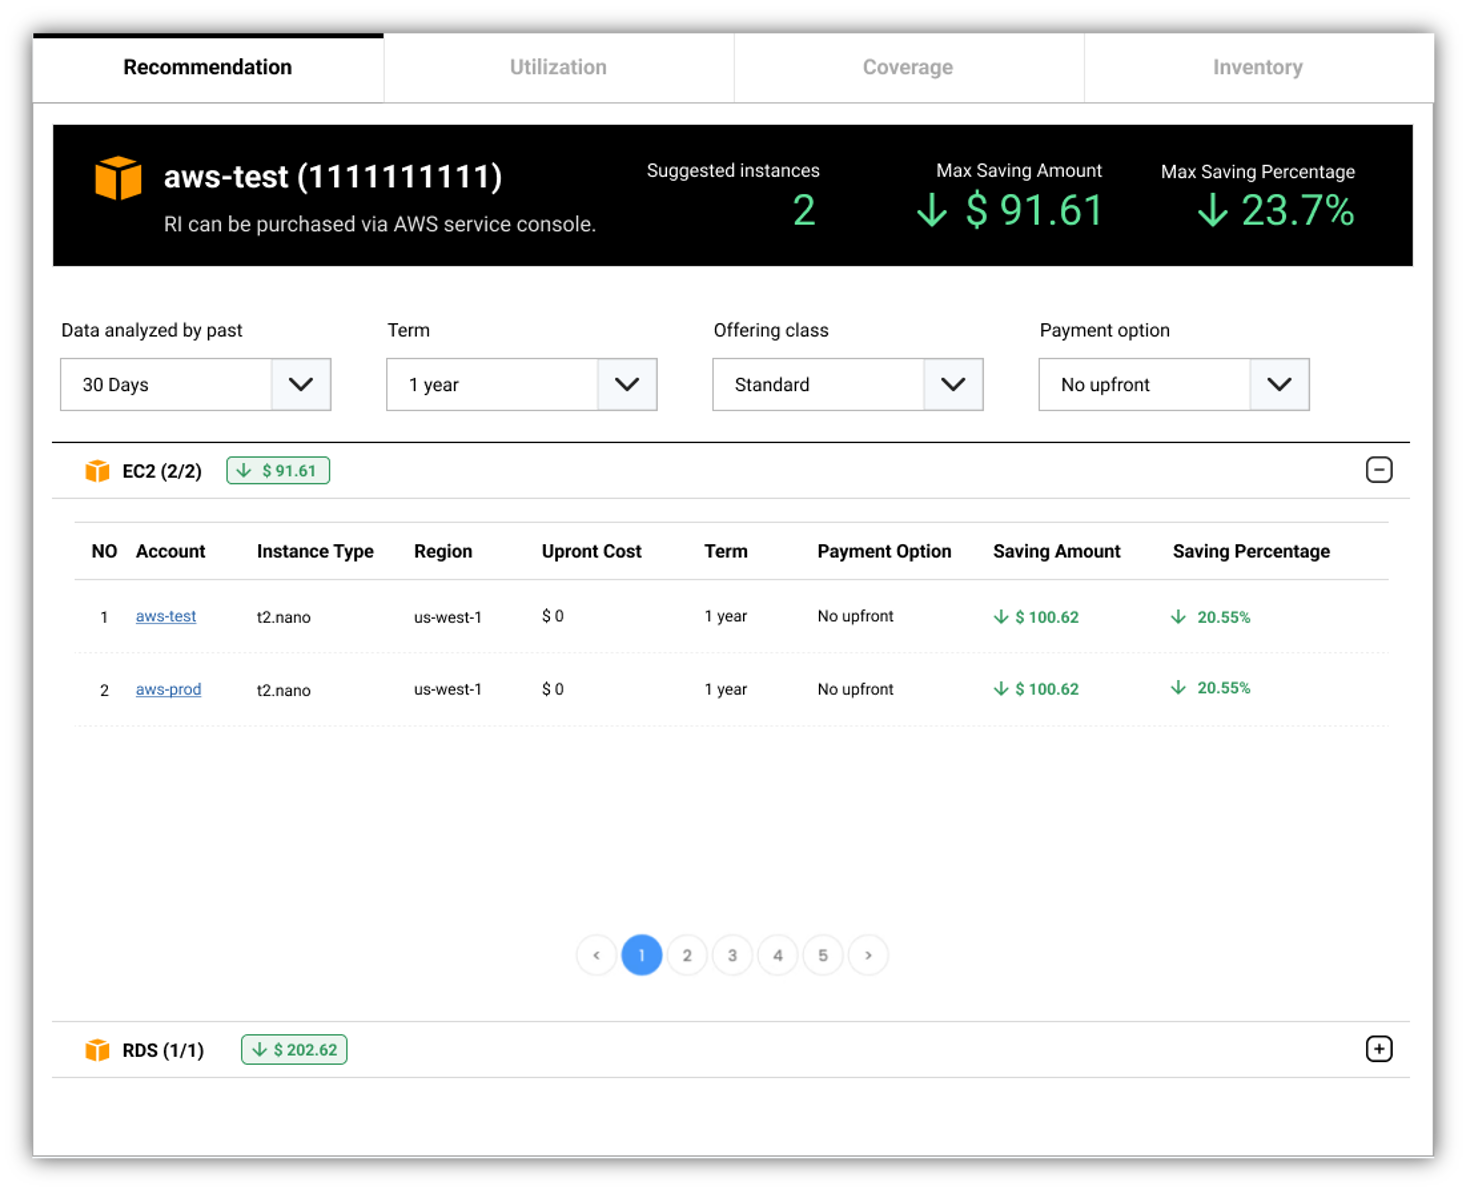 Recommendation Utilization Coverage Inventory
aws-test (1111111111)
RI can be purchased via AWS service console.
Suggested instances
2
Max Saving Amount
↓ $ 91.61
Max Saving Percentage
↓ 23.7%
Data analyzed by past Term Offering class Payment option
30 Days 1 year Standard No upfront
EC2 (2/2) ↓ $ 91.61
NO Account Instance Type Region Upront Cost Term Payment Option Saving Amount Saving Percentage
1 aws-test t2.nano us-west-1 $ 0 1 year No upfront ↓ $ 100.62 ↓ 20.55%
2 aws-prod t2.nano us-west-1 $ 0 1 year No upfront ↓ $ 100.62 ↓ 20.55%
< 1 2 3 4 5 >
RDS (1/1) ↓ $ 202.62